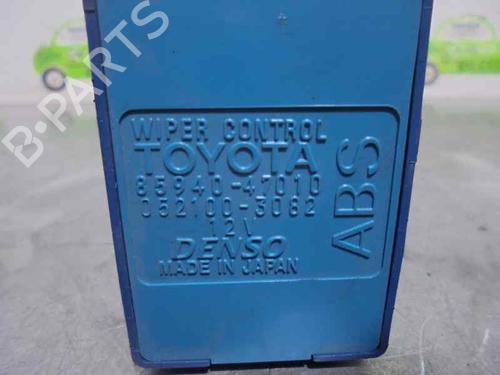 WIPER CONTROL
TOYOTA
85940-47010
052100-3082
12V
DENSO
MADE IN JAPAN
ABS
B-PARTS